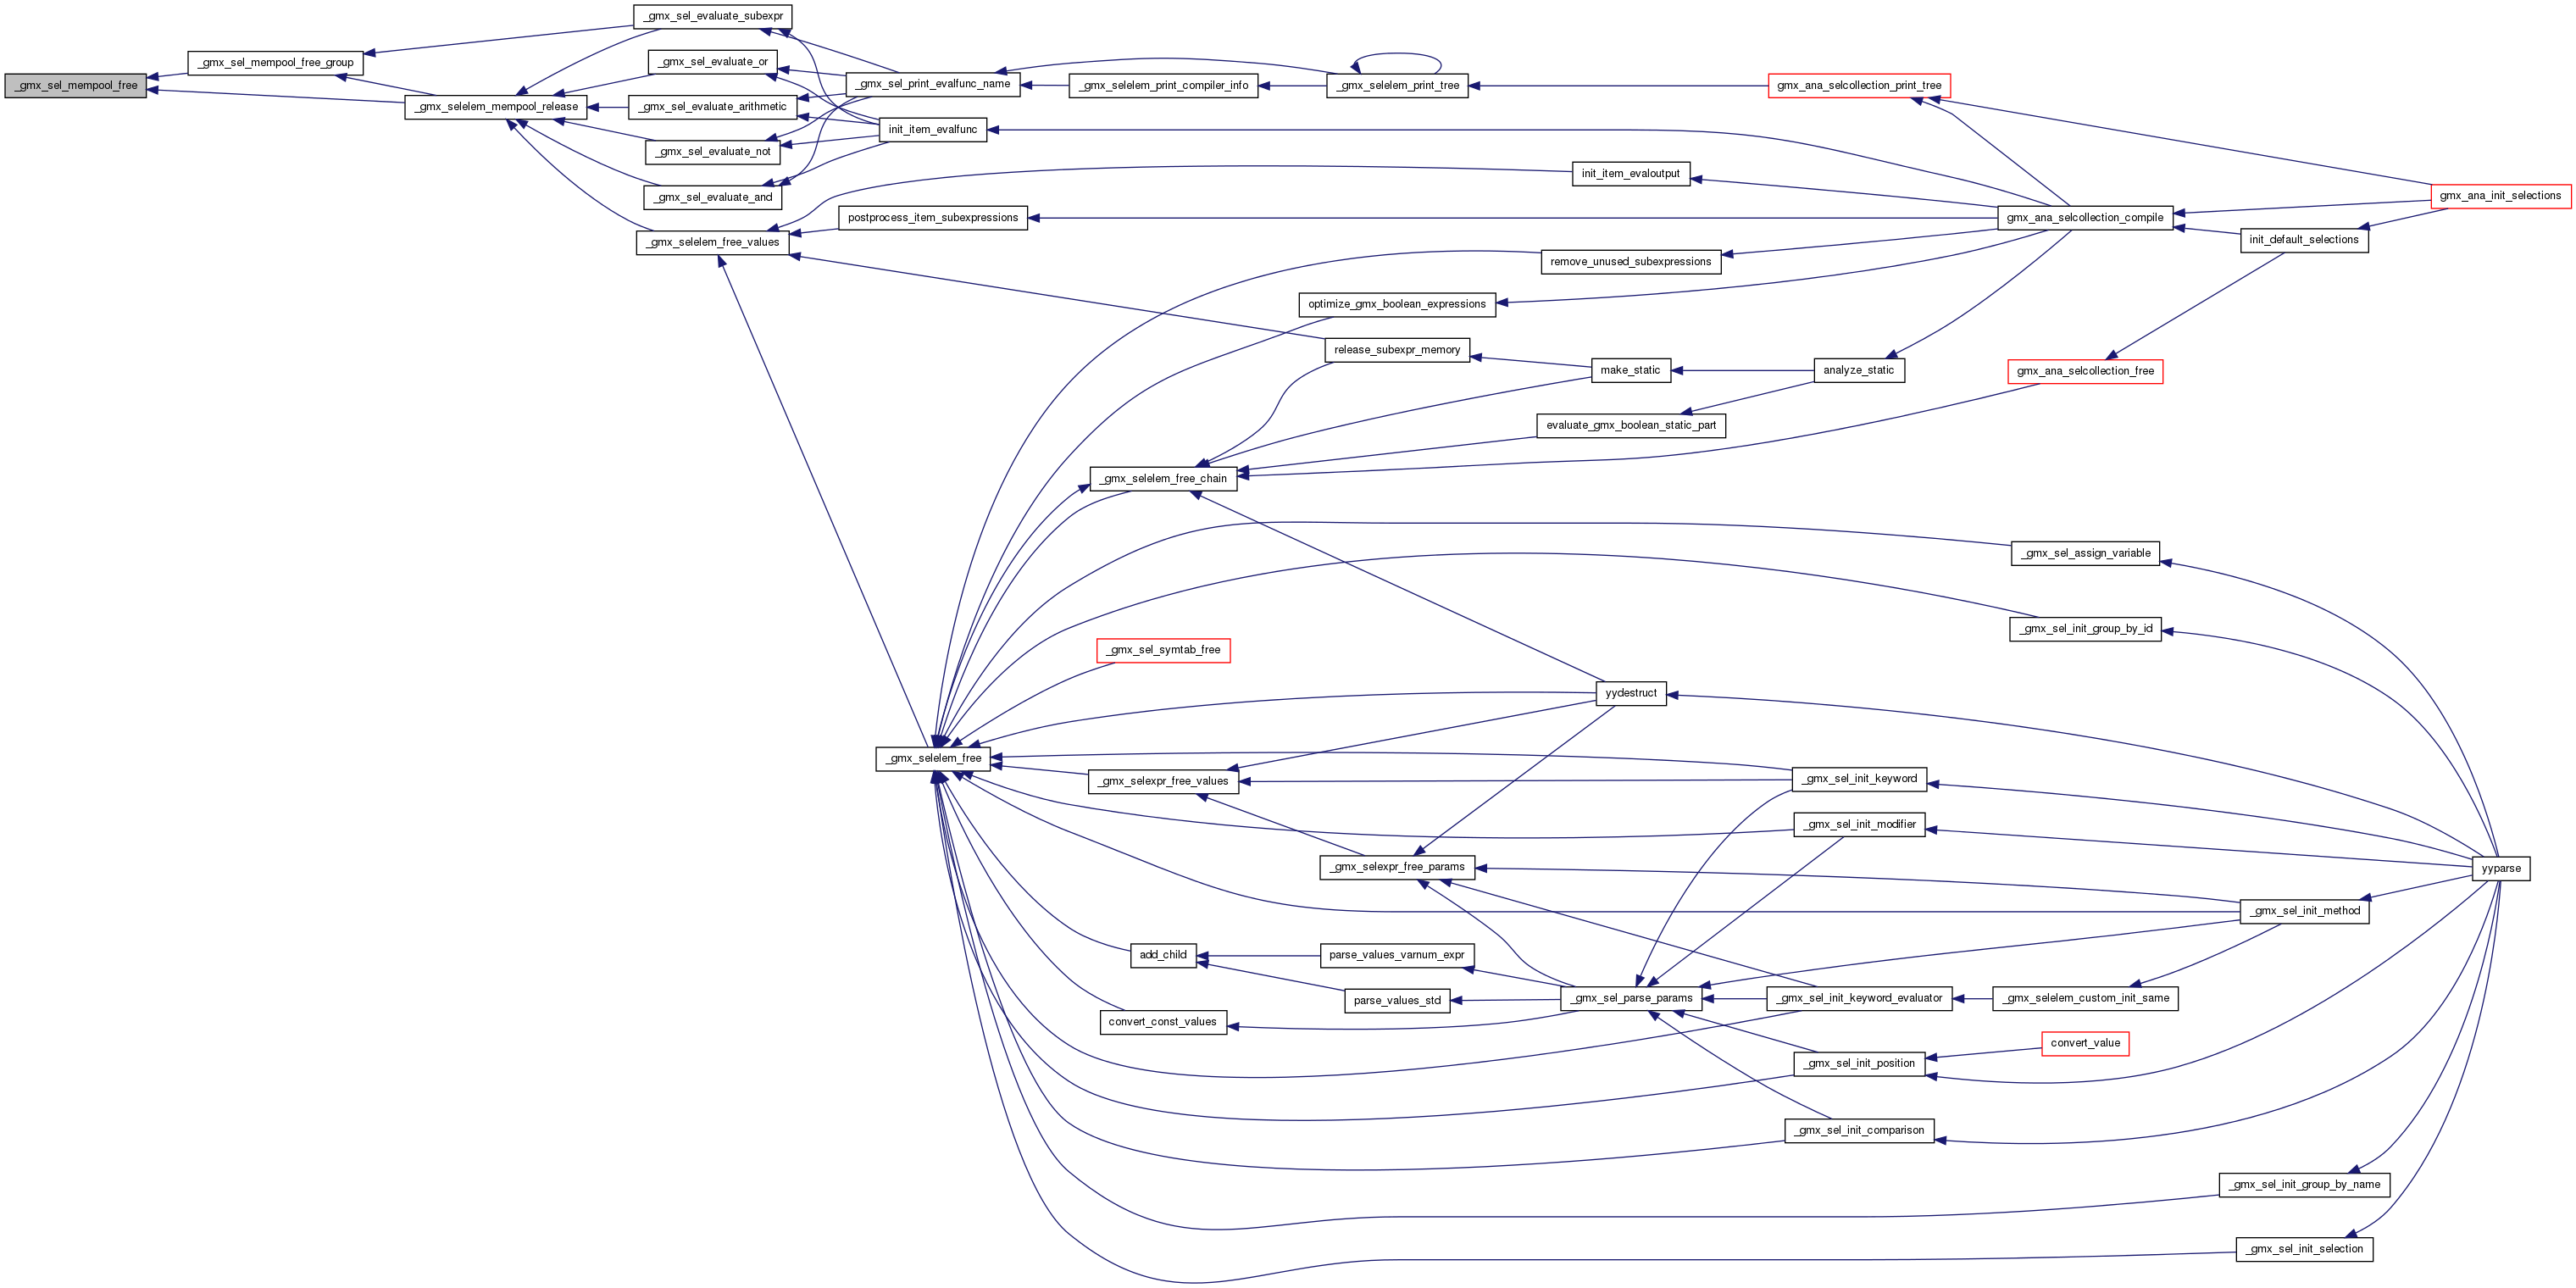 _gmx_sel_mempool_free
_gmx_sel_mempool_free_group
_gmx_selelem_mempool_release
_gmx_sel_evaluate_subexpr
_gmx_sel_evaluate_or
_gmx_sel_evaluate_arithmetic
_gmx_sel_evaluate_not
_gmx_sel_evaluate_and
_gmx_selelem_free_values
_gmx_sel_print_evalfunc_name
init_item_evalfunc
postprocess_item_subexpressions
_gmx_selelem_free
_gmx_selelem_print_compiler_info
_gmx_selelem_print_tree
gmx_ana_selcollection_print_tree
init_item_evaloutput
gmx_ana_selcollection_compile
gmx_ana_init_selections
init_default_selections
remove_unused_subexpressions
optimize_gmx_boolean_expressions
release_subexpr_memory
make_static
analyze_static
gmx_ana_selcollection_free
evaluate_gmx_boolean_static_part
_gmx_selelem_free_chain
_gmx_sel_assign_variable
_gmx_sel_init_group_by_id
_gmx_sel_symtab_free
yydestruct
_gmx_selexpr_free_values
_gmx_sel_init_keyword
_gmx_sel_init_modifier
_gmx_selexpr_free_params
yyparse
_gmx_sel_init_method
add_child
parse_values_varnum_expr
parse_values_std
_gmx_sel_parse_params
_gmx_sel_init_keyword_evaluator
_gmx_selelem_custom_init_same
convert_const_values
convert_value
_gmx_sel_init_position
_gmx_sel_init_comparison
_gmx_sel_init_group_by_name
_gmx_sel_init_selection